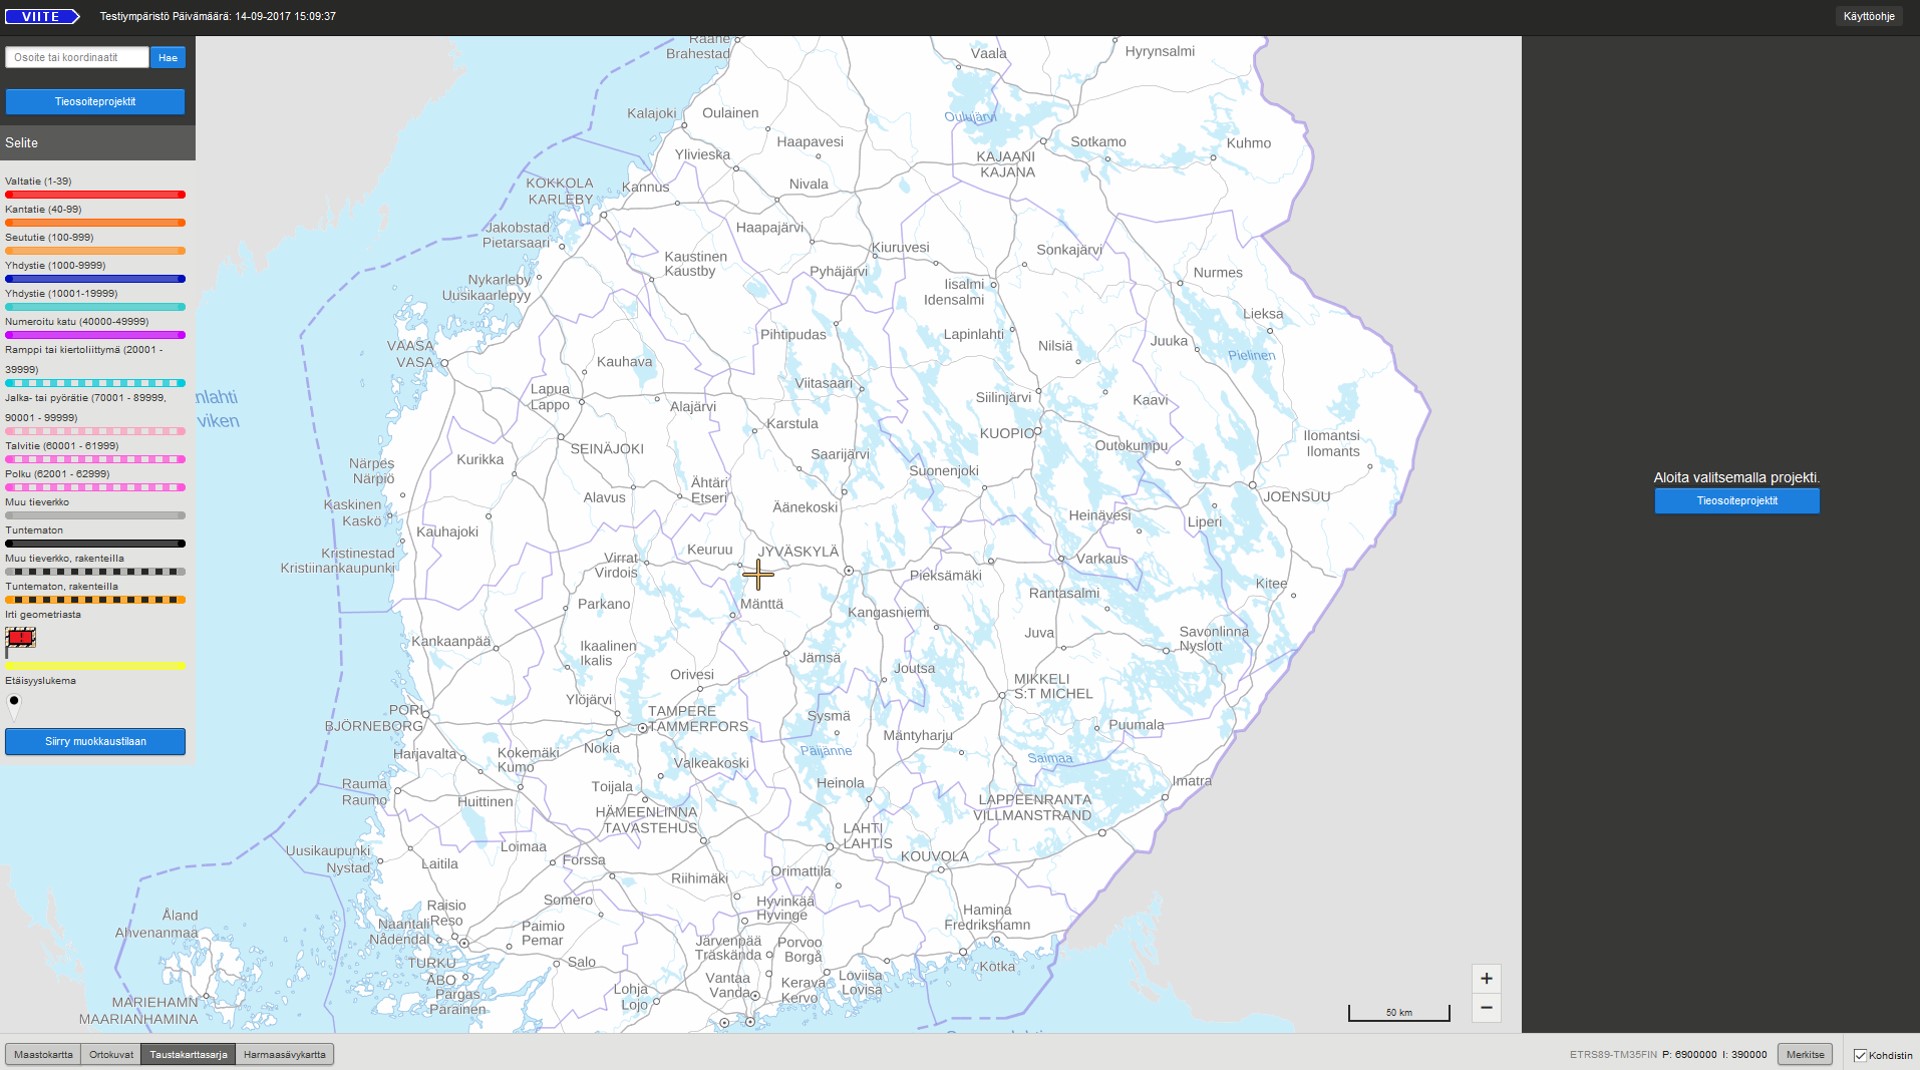 VIITE
Testiympäristö Päivämäärä: 14-09-2017 15:09:37
Käyttöohje
Osoite tai koordinaatit
Hae
Tieosoiteprojektit
Selite
Valtatie (1-39)
Kantatie (40-99)
Seututie (100-999)
Yhdystie (1000-9999)
Yhdystie (10001-19999)
Numeroitu katu (40000-49999)
Ramppi tai kiertoliittymä (20001 -
39999)
Jalka- tai pyörätie (70001 - 89999,
90001 - 99999)
Talvitie (60001 - 61999)
Polku (62001 - 62999)
Muu tieverkko
Tuntematon
Muu tieverkko, rakenteilla
Tuntematon, rakenteilla
Irti geometriasta
Etäisyyslukema
Siirry muokkaustilaan
nlahti
viken
Raahe
Brahestad
Vaala
Hyrynsalmi
Kalajoki
Oulainen
Oulujärvi
Haapavesi
Sotkamo
Kuhmo
Ylivieska
KAJAANI
KAJANA
KOKKOLA
KARLEBY
Kannus
Nivala
Jakobstad
Pietarsaari
Haapajärvi
Kiuruvesi
Sonkajärvi
Kaustinen
Kaustby
Pyhäjärvi
Nurmes
Nykarleby
Uusikaarlepyy
Iisalmi
Idensalmi
Lieksa
Pihtipudas
Lapinlahti
Nilsiä
Juuka
Pielinen
VAASA
VASA
Kauhava
Viitasaari
Lapua
Lappo
Siilinjärvi
Kaavi
Alajärvi
Karstula
KUOPIO
Outokumpu
Ilomantsi
Ilomants
SEINÄJOKI
Saarijärvi
Kurikka
Närpes
Närpiö
Suonenjoki
Ähtäri
Etseri
Alavus
JOENSUU
Kaskinen
Kaskö
Äänekoski
Heinävesi
Liperi
Kauhajoki
Kristinestad
Kristiinankaupunki
Virrat
Virdois
Keuruu
JYVÄSKYLÄ
Varkaus
Pieksämäki
Kitee
Parkano
Mänttä
Kangasniemi
Rantasalmi
Kankaanpää
Ikaalinen
Ikalis
Juva
Savonlinna
Nyslott
Jämsä
Joutsa
Orivesi
MIKKELI
S:T MICHEL
Ylöjärvi
PORI
BJÖRNEBORG
TAMPERE
TAMMERFORS
Sysmä
Mäntyharju
Puumala
Harjavalta
Kokemäki
Kumo
Nokia
Valkeakoski
Päijänne
Saimaa
Rauma
Raumo
Toijala
Heinola
Imatra
Huittinen
HÄMEENLINNA
TAVASTEHUS
LAPPEENRANTA
VILLMANSTRAND
LAHTI
LAHTIS
Uusikaupunki
Nystad
Laitila
Loimaa
Forssa
KOUVOLA
Riihimäki
Orimattila
Åland
Ahvenanmaa
Raisio
Reso
Somero
Hyvinkää
Hyvinge
Hamina
Fredrikshamn
Naantali
Nådendal
Paimio
Pemar
Järvenpää
Träskända
Porvoo
Borgå
TURKU
ÅBO
Salo
Kotka
Pargas
Parainen
Lohja
Lojo
Vantaa
Vanda
Kerava
Kervo
Loviisa
Lovisa
MARIEHAMN
MAARIANHAMINA
Aloita valitsemalla projekti.
Tieosoiteprojektit
+
−
50 km
Maastokartta
Ortokuvat
Taustakarttasarja
Harmaasävykartta
ETRS89-TM35FIN P: 6900000 I: 390000
Merkitse
Kohdistin